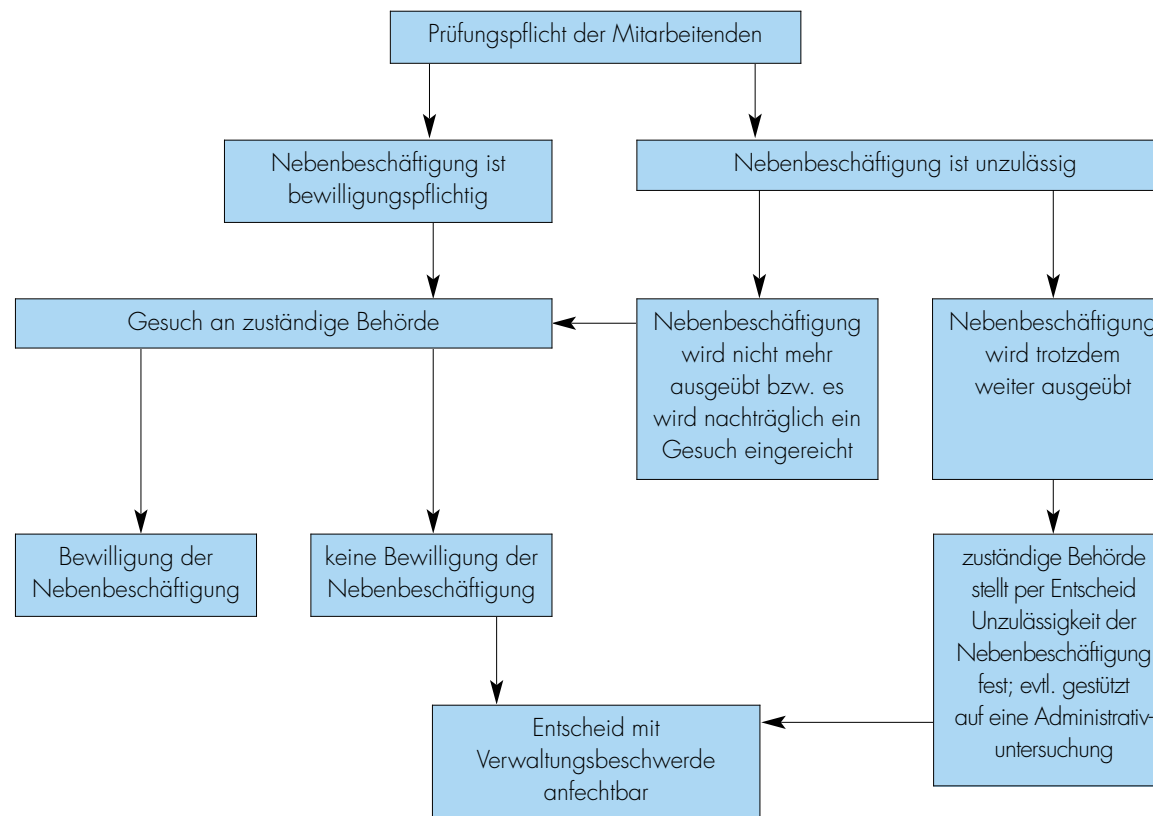 Prüfungspflicht der Mitarbeitenden
Nebenbeschäftigung ist
bewilligungspflichtig
Nebenbeschäftigung ist unzulässig
Gesuch an zuständige Behörde
Nebenbeschäftigung
wird nicht mehr
ausgeübt bzw. es
wird nachträglich ein
Gesuch eingereicht
Nebenbeschäftigung
wird trotzdem
weiter ausgeübt
Bewilligung der
Nebenbeschäftigung
keine Bewilligung der
Nebenbeschäftigung
zuständige Behörde
stellt per Entscheid
Unzulässigkeit der
Nebenbeschäftigung
fest; evtl. gestützt
auf eine Administrativ-
untersuchung
Entscheid mit
Verwaltungsbeschwerde
anfechtbar